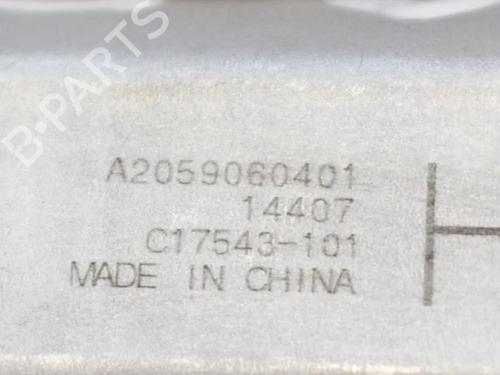 B-PARTS
A2059060401
14407
C17543-101
MADE IN CHINA